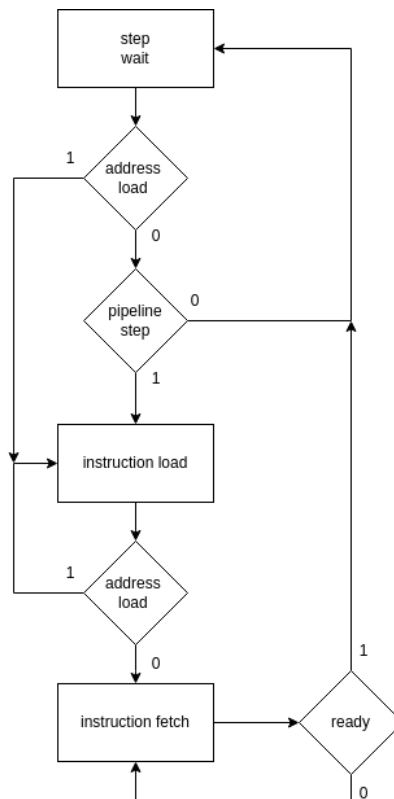 step
wait
1
address
load
0
pipeline
step
0
1
instruction load
address
load
1
0
instruction fetch
ready
1
0